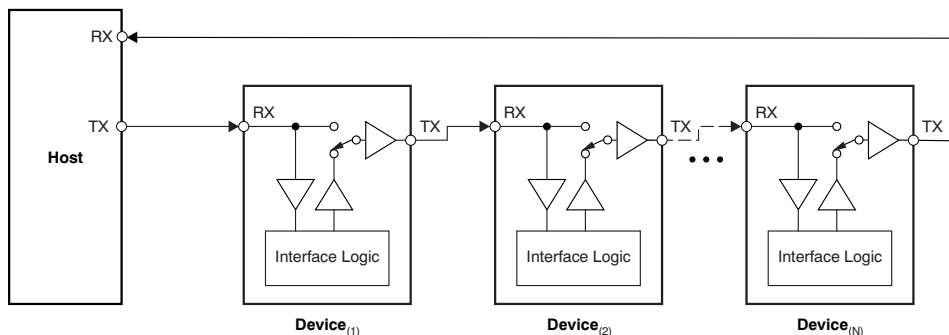 RX
TX
Host
RX
TX
Interface Logic
Device(1)
RX
TX
Interface Logic
Device(2)
• • •
RX
TX
Interface Logic
Device(N)